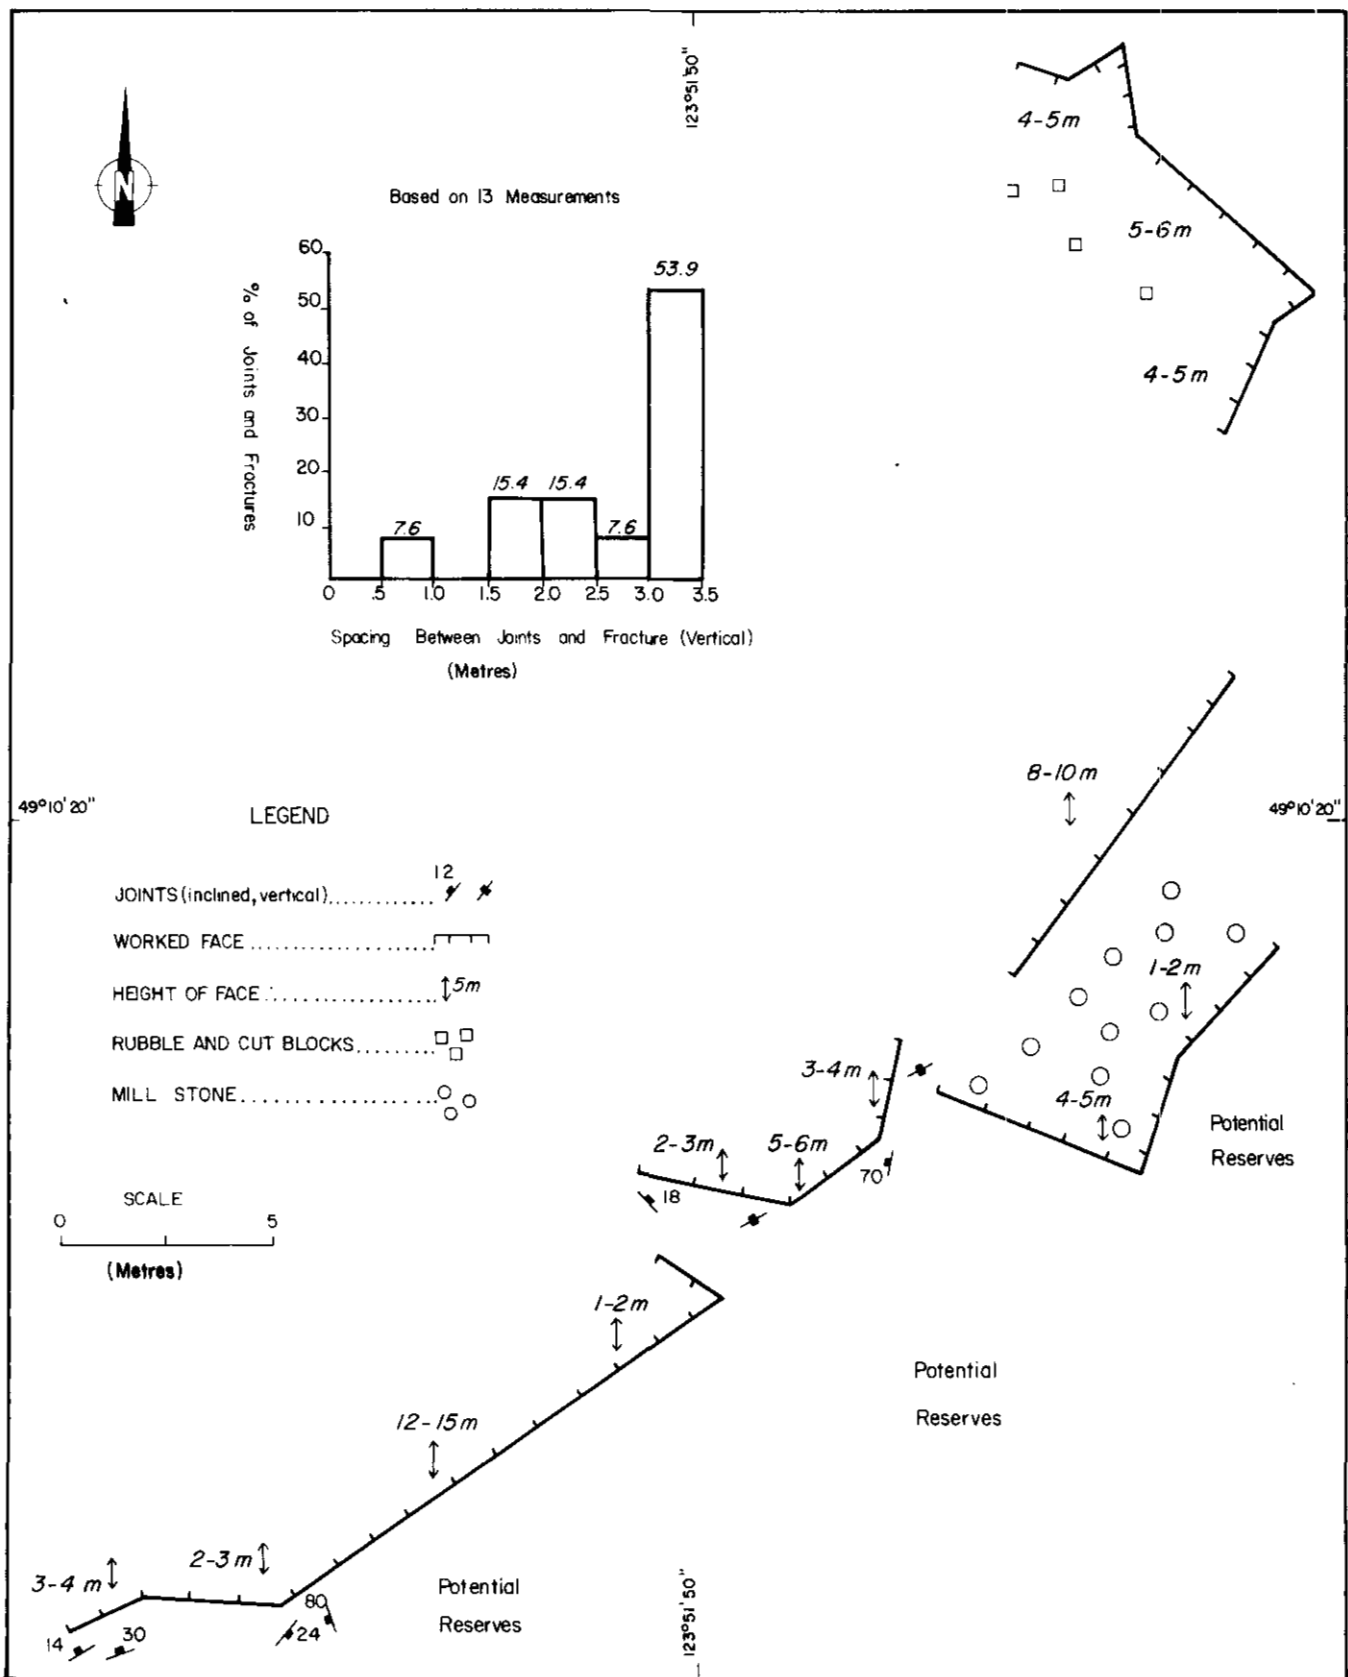 123°51'50"
4-5m
N
Based on 13 Measurements
5-6m
60
50
40
30
20
10
% of Joints and Fractures
53.9
15.4
15.4
7.6
7.6
4-5m
0 .5 1.0 1.5 2.0 2.5 3.0 3.5
Spacing Between Joints and Fracture (Vertical)
(Metres)
8-10m
49°10'20"
49°10'20"
LEGEND
12
JOINTS (inclined, vertical)............
WORKED FACE....................
HEIGHT OF FACE.................5m
RUBBLE AND CUT BLOCKS........
MILL STONE....................
1-2m
3-4m
4-5m
Potential
Reserves
2-3m
5-6m
70
18
SCALE
0 5
(Metres)
1-2m
Potential
Reserves
12-15m
2-3m
3-4m
Potential
Reserves
80
24
14
30
123°51'50"